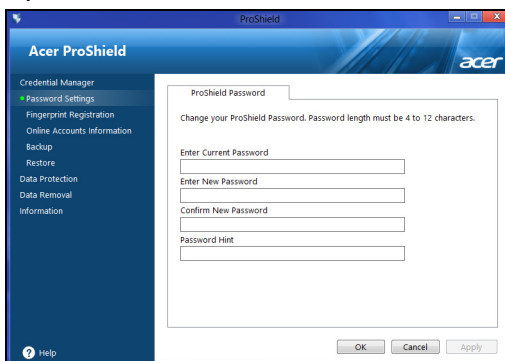 ProShield
Acer ProShield
acer
Credential Manager
Password Settings
Fingerprint Registration
Online Accounts Information
Backup
Restore
Data Protection
Data Removal
Information
Help
ProShield Password
Change your ProShield Password. Password length must be 4 to 12 characters.
Enter Current Password
Enter New Password
Confirm New Password
Password Hint
OK
Cancel
Apply